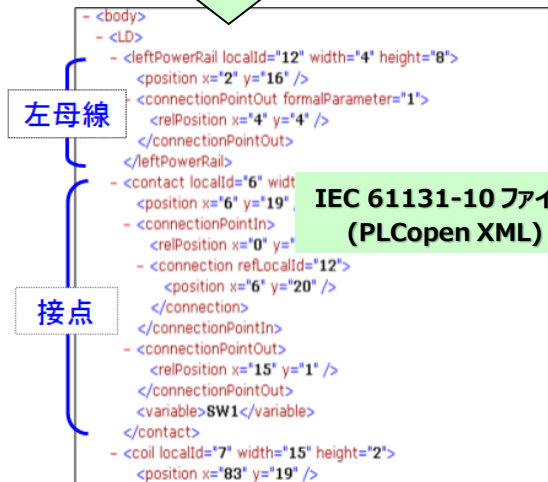 - <body>
- <LD>
- <leftPowerRail localId="12" width="4" height="8">
<position x="2" y="16" />
- <connectionPointOut formalParameter="1">
<relPosition x="4" y="4" />
</connectionPointOut>
</leftPowerRail>
左母線
- <contact localId="6"
<position x="6" y="19"
- <connectionPointIn>
<relPosition x="0" y="
- <connection refLocalId="12">
<position x="6" y="20" />
</connection>
</connectionPointIn>
- <connectionPointOut>
<relPosition x="15" y="1" />
</connectionPointOut>
<variable>SW1</variable>
</contact>
接点
IEC 61131-10
(PLCopen XML)
- <coil localId="7" width="15" height="2">
<position x="83" y="19" />